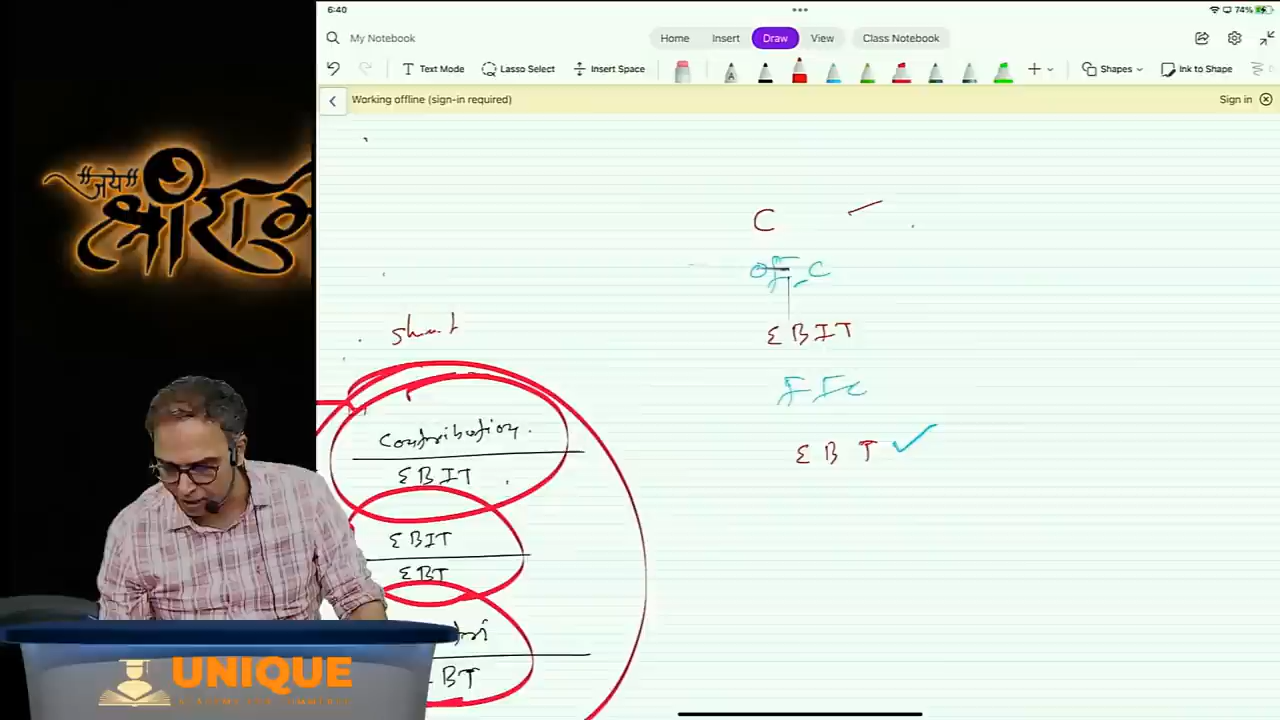 6:40
74%
My Notebook
Home Insert Draw View Class Notebook
Text Mode Lasso Select Insert Space Shapes Ink to Shape
Working offline (sign-in required) Sign in
#जय#
श्रीराम
C
EBIT
EBT
Contribution
EBIT
EBIT
EBT
BT
UNIQUE